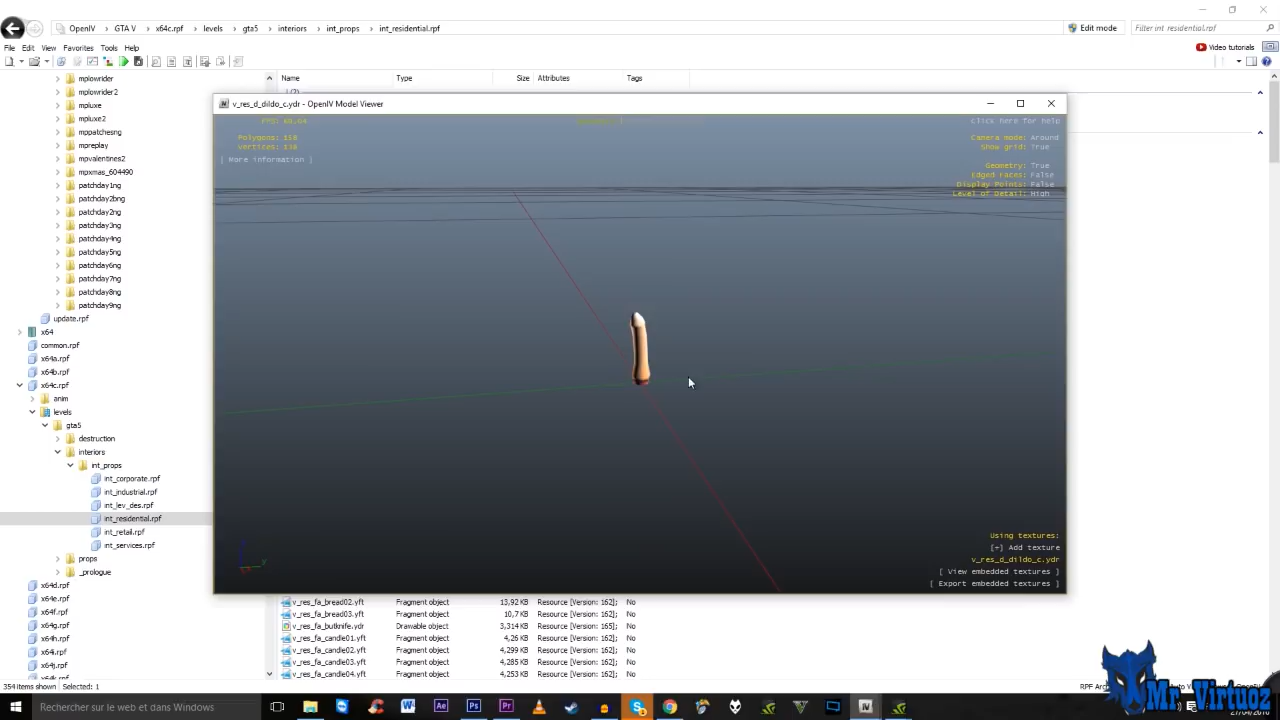 OpenIV GTA V x64c.rpf levels gta5 interiors int_props int_residential.rpf Edit mode Filter int_residential.rpf
File Edit View Favorites Tools Help Video tutorials
mplowrider Name Type Size Attributes Tags
mplowrider2
mpluxe v_res_d_dildo_c.ydr - OpenIV Model Viewer
mpluxe2 Click here for help
mppatchesng Polygons: 158 Camera mode: Around
mpreplay Vertices: 138 Show grid: True
mpvalentines2 [ More information ] Geometry: True
mpxmas_604490 Edged Faces: False
patchday1ng Display Points: False
patchday2bng Level of Detail: High
patchday2ng
patchday3ng
patchday4ng
patchday5ng
patchday6ng
patchday7ng
patchday8ng
patchday9ng
update.rpf
x64
common.rpf
x64a.rpf
x64b.rpf
x64c.rpf
anim
levels
gta5
destruction
interiors
int_props
int_corporate.rpf
int_industrial.rpf
int_lev_des.rpf
int_residential.rpf
int_retail.rpf Using textures:
int_services.rpf [+] Add texture
props v_res_d_dildo_c.ydr
_prologue [ View embedded textures ]
x64d.rpf [ Export embedded textures ]
x64e.rpf v_res_fa_bread02.yft Fragment object 13,92 KB Resource [Version: 162]; No
x64f.rpf v_res_fa_bread03.yft Fragment object 10,7 KB Resource [Version: 162]; No
x64g.rpf v_res_fa_butknife.ydr Drawable object 3,314 KB Resource [Version: 165]; No
x64h.rpf v_res_fa_candle01.yft Fragment object 4,26 KB Resource [Version: 162]; No
x64i.rpf v_res_fa_candle02.yft Fragment object 4,299 KB Resource [Version: 162]; No
x64j.rpf v_res_fa_candle03.yft Fragment object 4,285 KB Resource [Version: 162]; No
v_res_fa_candle04.yft Fragment object 4,253 KB Resource [Version: 162]; No
354 items shown Selected: 1
Rechercher sur le web et dans Windows
Mr Virtuoz